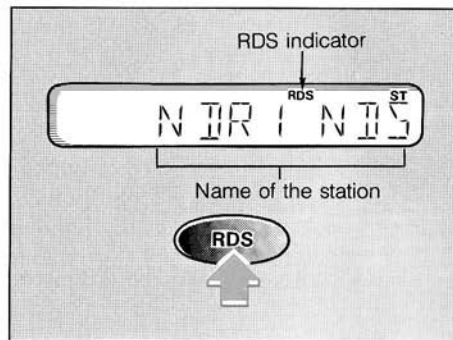 RDS indicator
RDS ST
NDR1 NDS
Name of the station
RDS